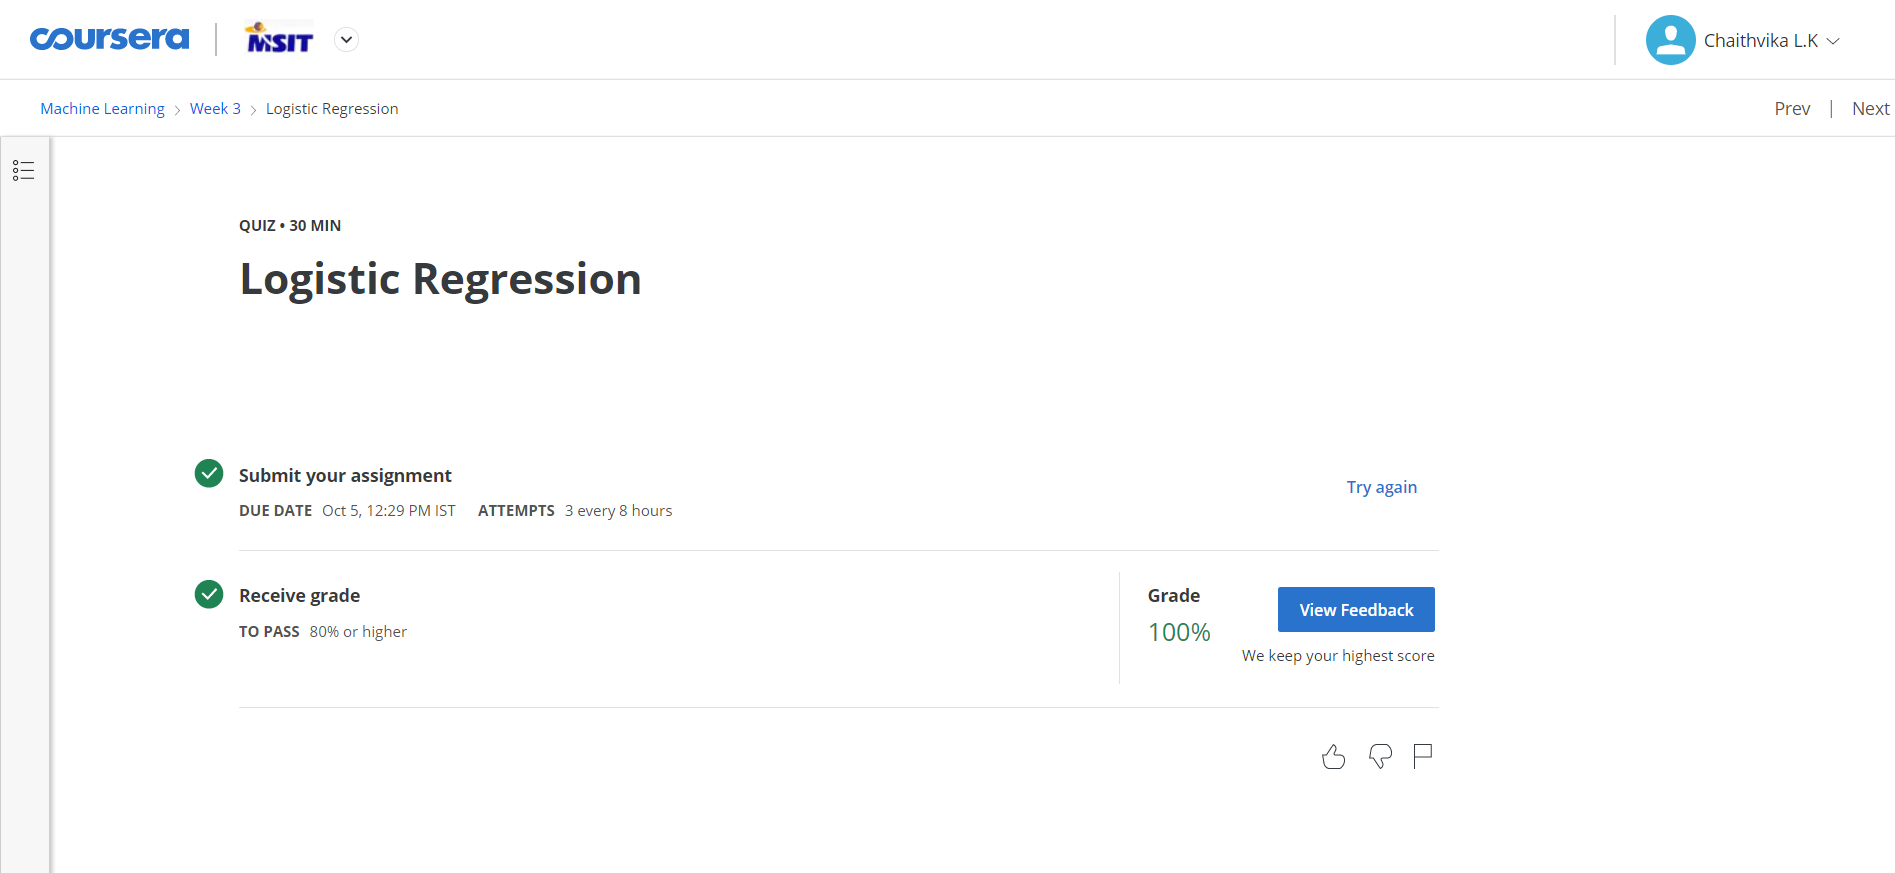 coursera MSIT Chaithvika L.K
Machine Learning Week 3 Logistic Regression Prev | Next
QUIZ • 30 MIN
Logistic Regression
Submit your assignment
Try again
DUE DATE Oct 5, 12:29 PM IST ATTEMPTS 3 every 8 hours
Receive grade
TO PASS 80% or higher
Grade
100%
View Feedback
We keep your highest score